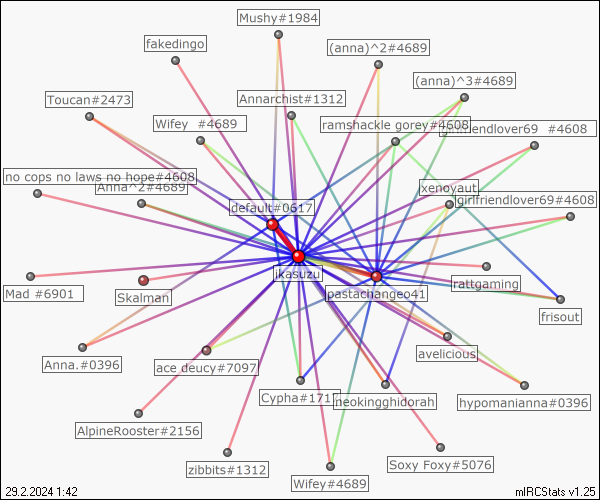 Mushy#1984
fakedingo
(anna)^2#4689
(anna)^3#4689
Toucan#2473
Annarchist#1312
Wifey #4689
ramshackle gorey#4608
girlfriendlover69 #4608
no cops no laws no hope#4608
Anna^2#4689
xenoyaut
girlfriendlover69#4608
default#0617
ikasuzu
Mad #6901
Skalman
pastachangeo41
rattgaming
frisout
Anna.#0396
ace deucy#7097
avelicious
Cypha#1717
neokingghidorah
hypomanianna#0396
AlpineRooster#2156
zibbits#1312
Soxy Foxy#5076
Wifey#4689
29.2.2024 1:42
mIRCStats v1.25